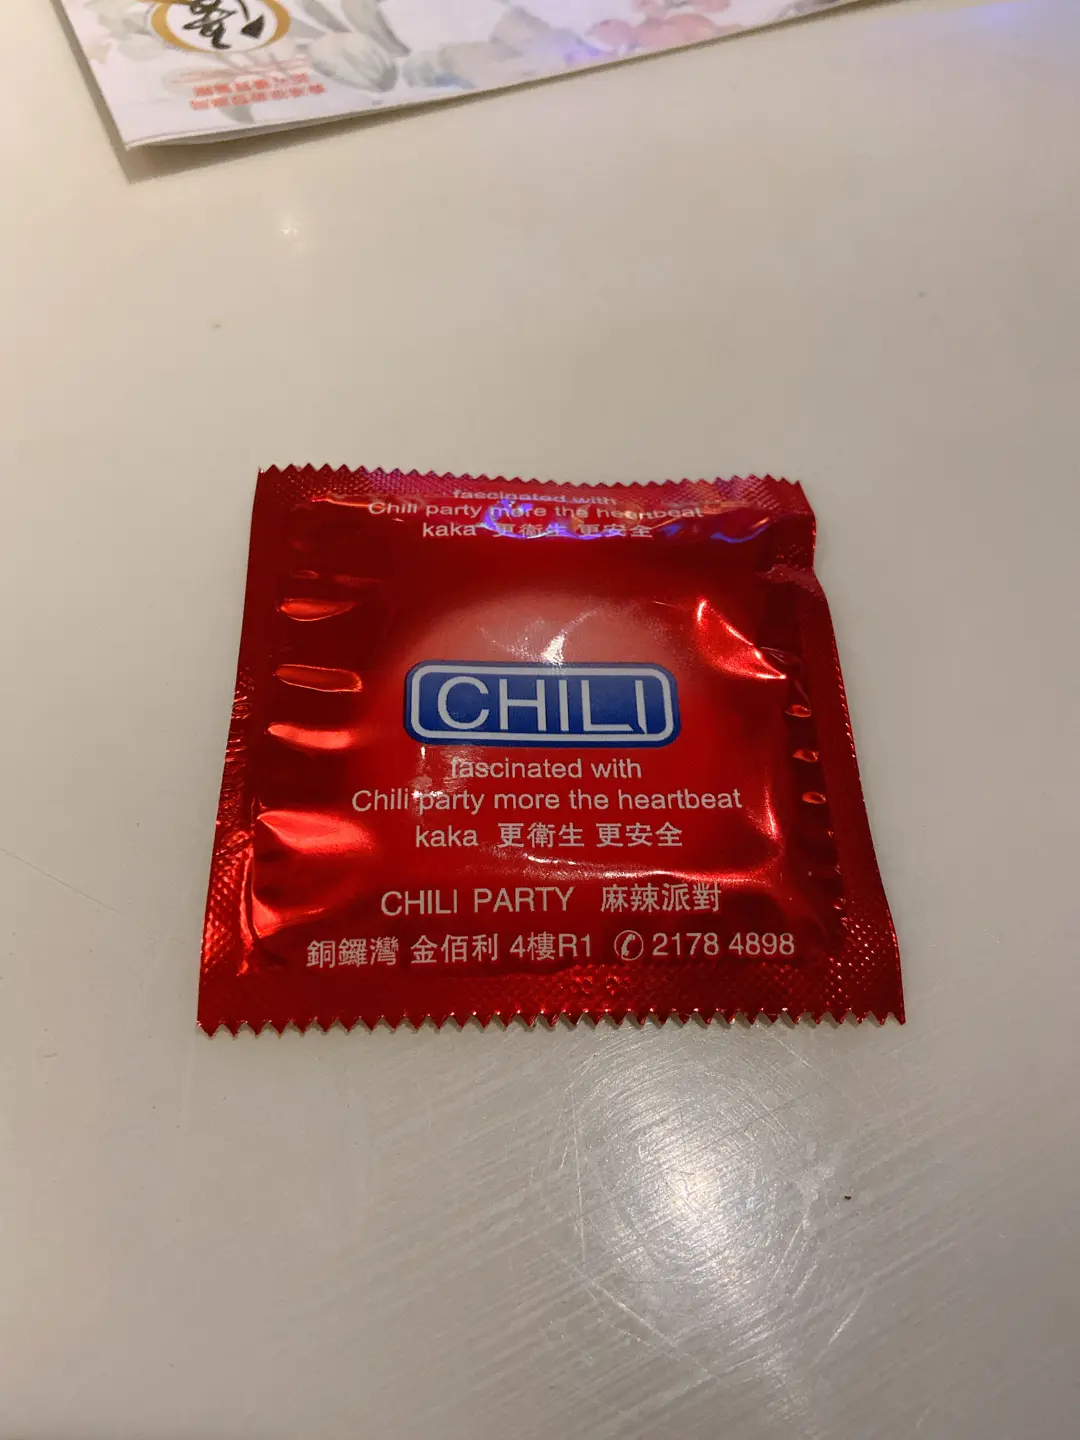 fascinated with
Chili party more the heartbeat
kaka 更衛生 更安全
CHILI
fascinated with
Chili party more the heartbeat
kaka 更衛生 更安全
CHILI PARTY 麻辣派對
銅鑼灣 金佰利 4樓R1 ✆ 2178 4898